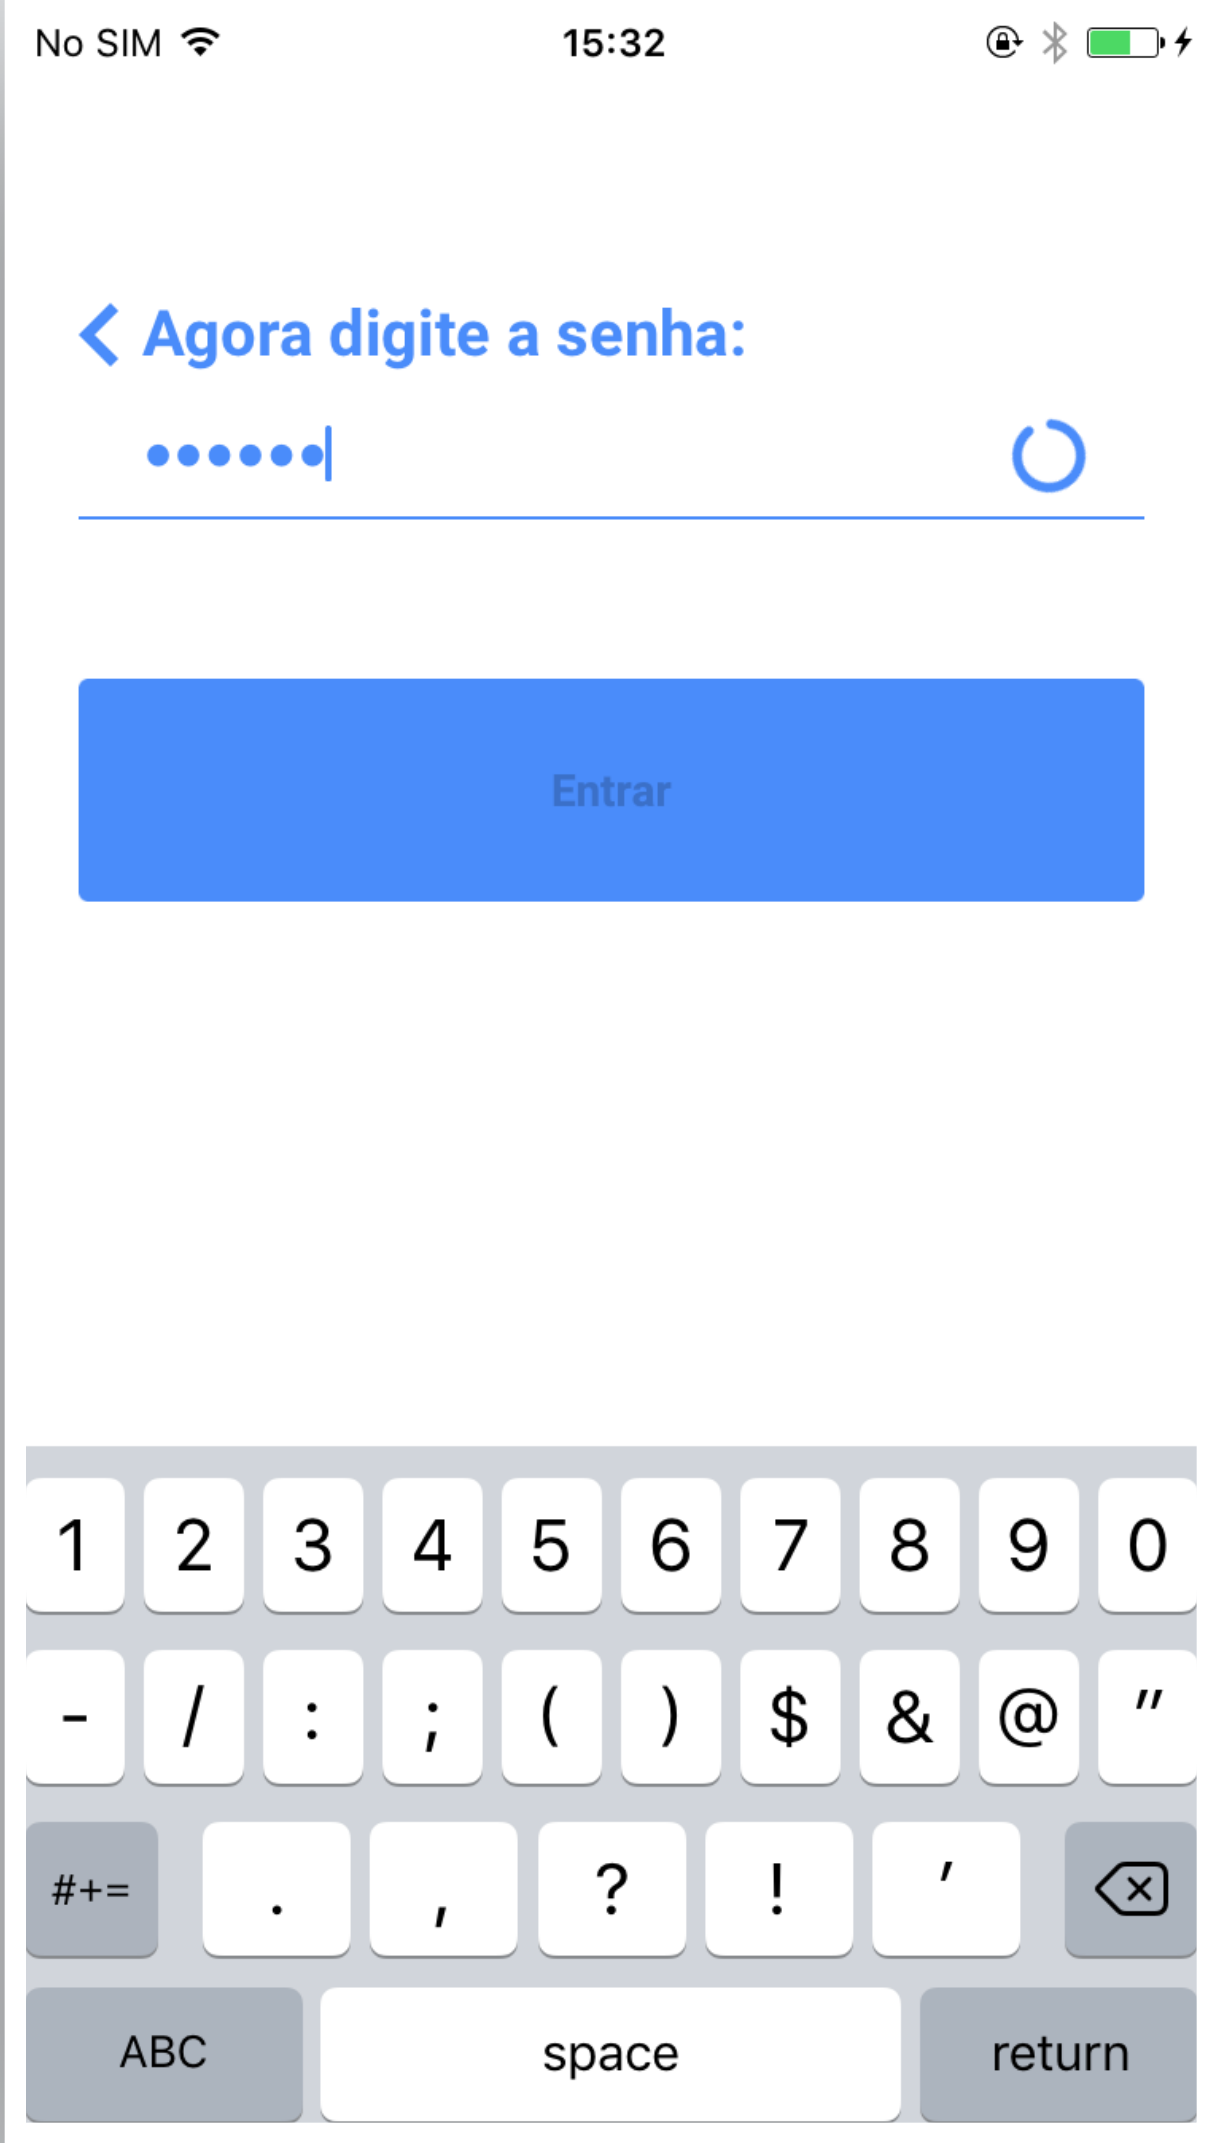 No SIM 15:32
Agora digite a senha:
••••••
Entrar
1 2 3 4 5 6 7 8 9 0
- / : ; ( ) $ & @ "
#+= . , ? ! '
ABC space return